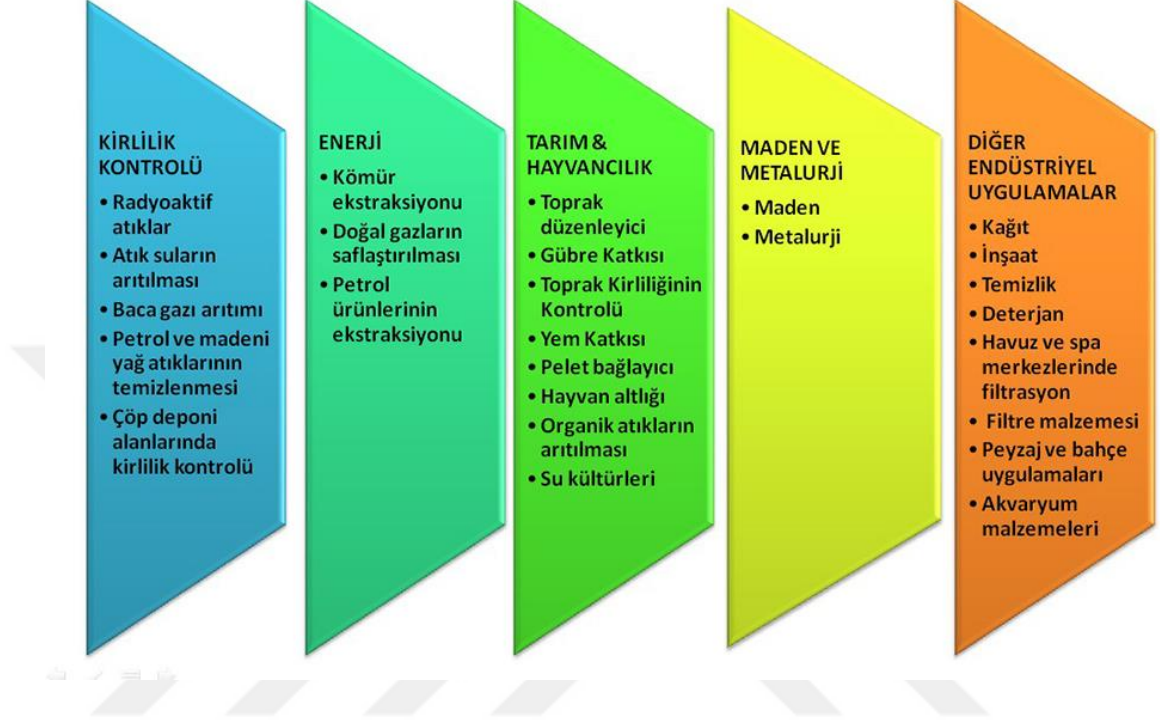 KİRLİLİK
KONTROLÜ
• Radyoaktif
atıklar
• Atık suların
arıtılması
• Baca gazı arıtımı
• Petrol ve madeni
yağ atıklarının
temizlenmesi
• Çöp deponi
alanlarında
kirlilik kontrolü
ENERJİ
• Kömür
ekstraksiyonu
• Doğal gazların
saflaştırılması
• Petrol
ürünlerinin
ekstraksiyonu
TARIM &
HAYVANCILIK
• Toprak
düzenleyici
• Gübre Katkısı
• Toprak Kirliliğinin
Kontrolü
• Yem Katkısı
• Pelet bağlayıcı
• Hayvan altlığı
• Organik atıkların
arıtılması
• Su kültürleri
MADEN VE
METALURJİ
• Maden
• Metalurji
DİĞER
ENDÜSTRİYEL
UYGULAMALAR
• Kağıt
• İnşaat
• Temizlik
• Deterjan
• Havuz ve spa
merkezlerinde
filtrasyon
• Filtre malzemesi
• Peyzaj ve bahçe
uygulamaları
• Akvaryum
malzemeleri